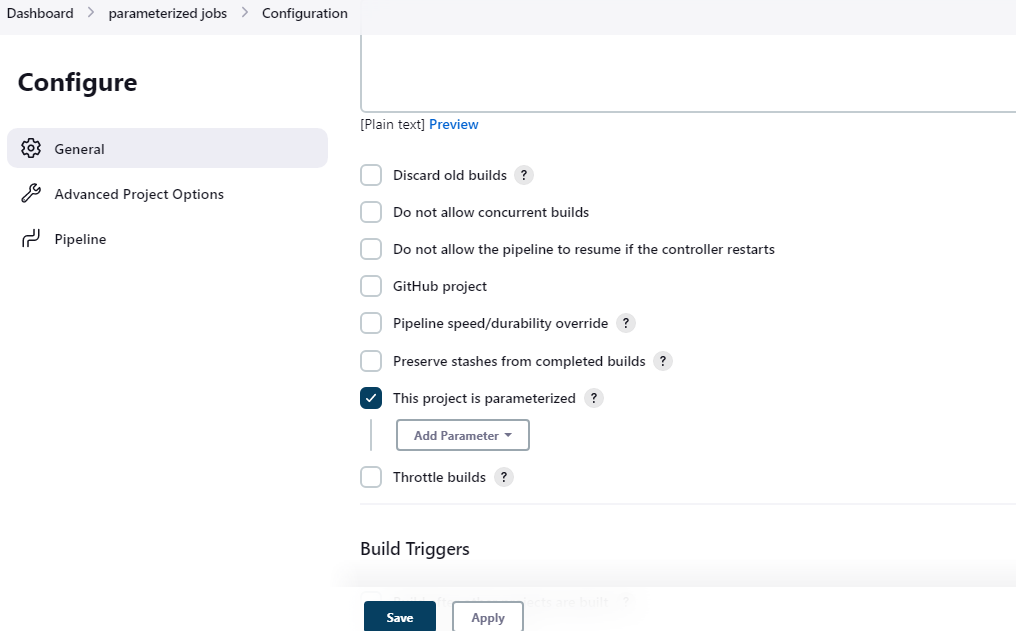 Dashboard > parameterized jobs > Configuration
Configure
General
Advanced Project Options
Pipeline
[Plain text] Preview
Discard old builds ?
Do not allow concurrent builds
Do not allow the pipeline to resume if the controller restarts
GitHub project
Pipeline speed/durability override ?
Preserve stashes from completed builds ?
This project is parameterized ?
Add Parameter
Throttle builds ?
Build Triggers
Save Apply